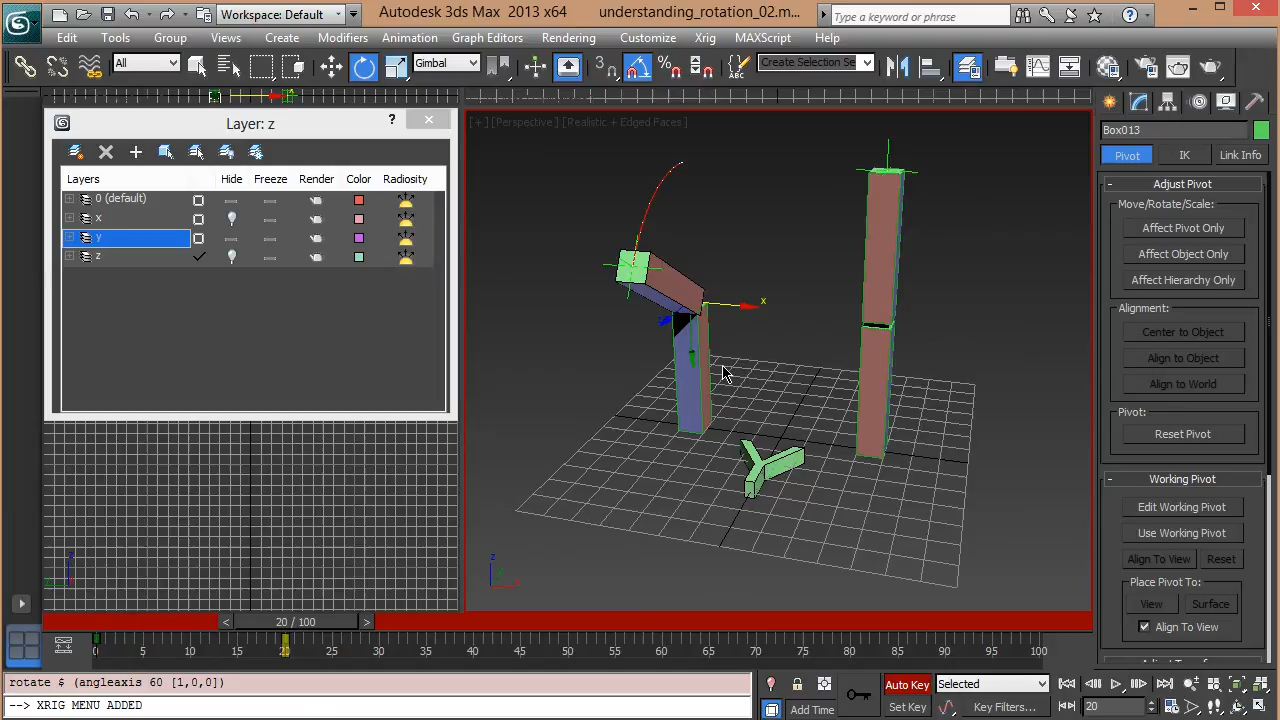 Workspace: Default
Autodesk 3ds Max 2013 x64 understanding_rotation_02.m...
Type a keyword or phrase
Edit Tools Group Views Create Modifiers Animation Graph Editors Rendering Customize Xrig MAXScript Help
All
Gimbal
Create Selection Se
Layer: z
Layers Hide Freeze Render Color Radiosity
0 (default)
x
y
z
[ + ] [Perspective ] [Realistic + Edged Faces ]
x
z
x
z
Box013
Pivot IK Link Info
Adjust Pivot
Move/Rotate/Scale:
Affect Pivot Only
Affect Object Only
Affect Hierarchy Only
Alignment:
Center to Object
Align to Object
Align to World
Pivot:
Reset Pivot
Working Pivot
Edit Working Pivot
Use Working Pivot
Align To View Reset
Place Pivot To:
View Surface
Align To View
20 / 100
0 5 10 15 20 25 30 35 40 45 50 55 60 65 70 75 80 85 90 95 100
rotate $ (angleaxis 60 [1,0,0])
--> XRIG MENU ADDED
Add Time
Auto Key Selected
Set Key Key Filters...
20